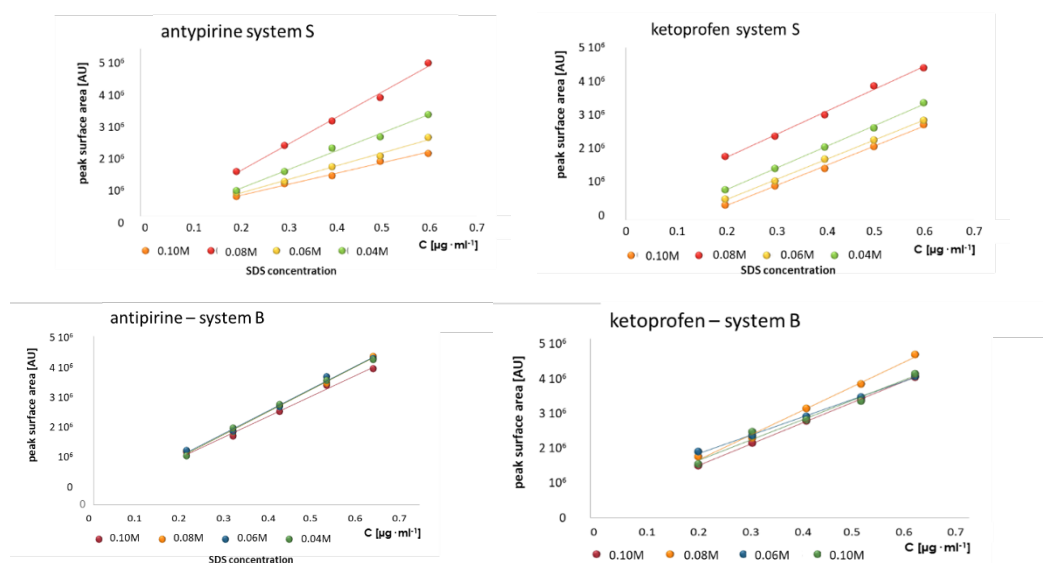 antypirine system S
peak surface area [AU]
5 10⁶
4 10⁶
3 10⁶
2 10⁶
10⁶
0
0 0.1 0.2 0.3 0.4 0.5 0.6 0.7
C [µg · ml⁻¹]
0.10M 0.08M 0.06M 0.04M
SDS concentration
ketoprofen system S
peak surface area [AU]
5 10⁶
4 10⁶
3 10⁶
2 10⁶
10⁶
0
0 0.1 0.2 0.3 0.4 0.5 0.6 0.7
C [µg · ml⁻¹]
0.10M 0.08M 0.06M 0.04M
SDS concentration
antipirine – system B
peak surface area [AU]
5 10⁶
4 10⁶
3 10⁶
2 10⁶
10⁶
0
0
0 0.1 0.2 0.3 0.4 0.5 0.6 0.7
C [µg · ml⁻¹]
0.10M 0.08M 0.06M 0.04M
SDS concentration
ketoprofen – system B
peak surface area [AU]
5 10⁶
4 10⁶
3 10⁶
2 10⁶
10⁶
0
0 0.1 0.2 0.3 0.4 0.5 0.6 0.7
C [µg · ml⁻¹]
0.10M 0.08M 0.06M 0.10M